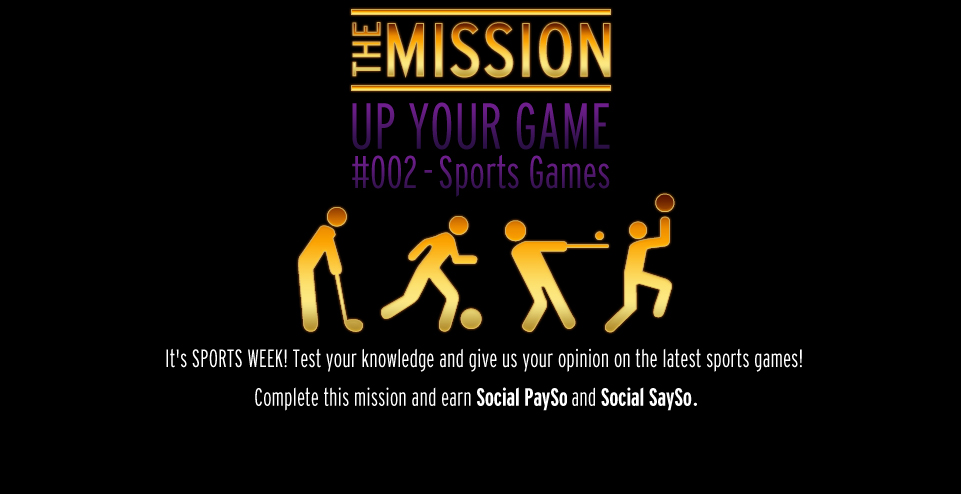 THE MISSION
UP YOUR GAME
#002 - Sports Games
It's SPORTS WEEK! Test your knowledge and give us your opinion on the latest sports games!
Complete this mission and earn Social PaySo and Social SaySo.